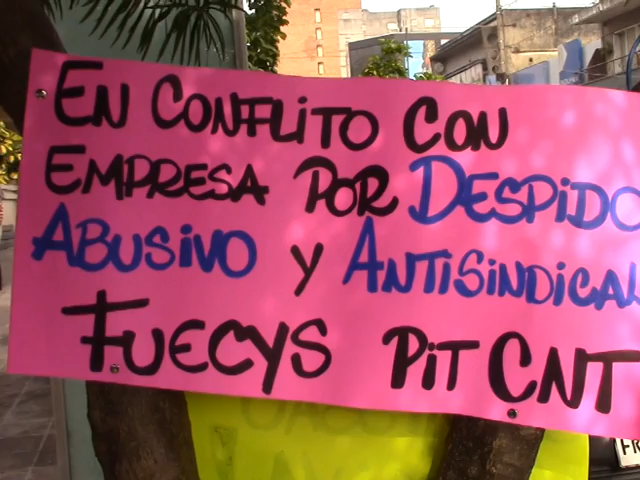 EN CONFLITO CON
EMPRESA POR DESPIDO
ABUSIVO Y ANTISINDICAL
FUECYS PIT CNT